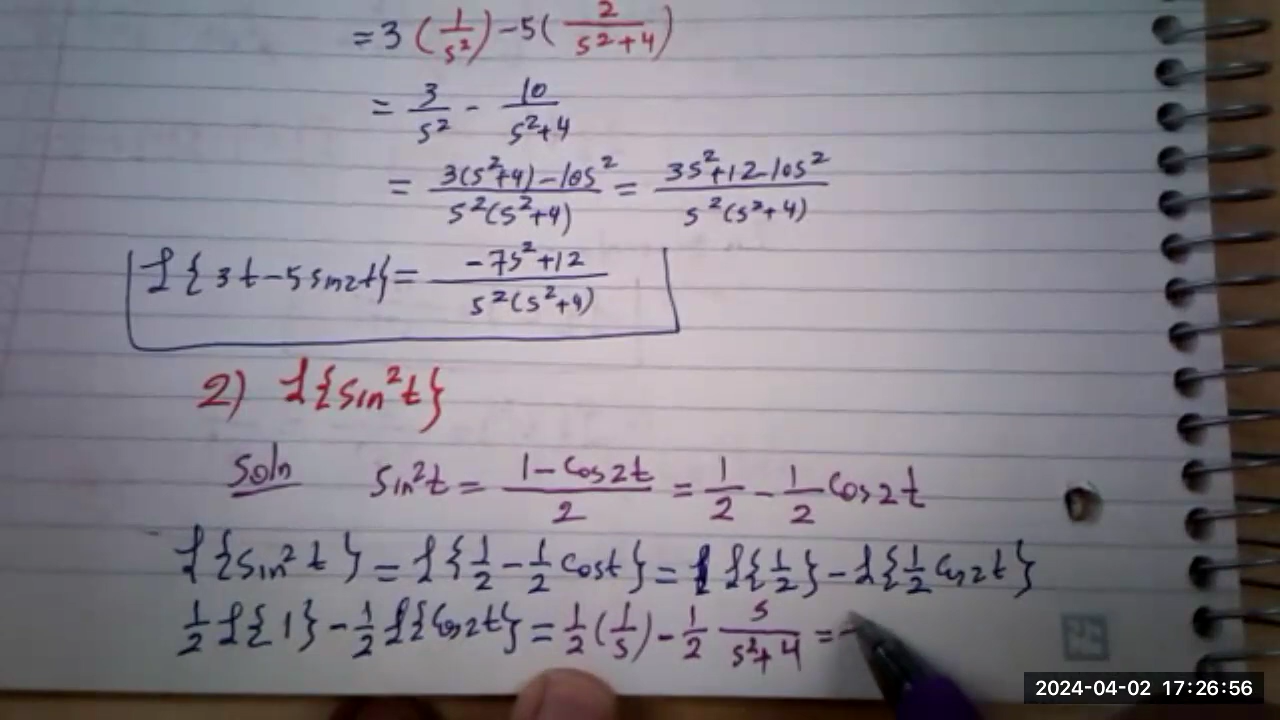 = 3 (1/s²) - 5 (2/s²+4)
= 3/s² - 10/s²+4
= 3(s²+4) - 10s² / s²(s²+4) = 3s²+12-10s² / s²(s²+4)
L{3t-5sin2t} = -7s²+12 / s²(s²+4)
2) L{sin²t}
Soln sin²t = 1-cos2t / 2 = 1/2 - 1/2 cos2t
L{sin²t} = L{1/2 - 1/2 cost} = L{1/2} - L{1/2 cos2t}
1/2 L{1} - 1/2 L{cos2t} = 1/2 (1/s) - 1/2 s/s²+4 =
2024-04-02 17:26:56